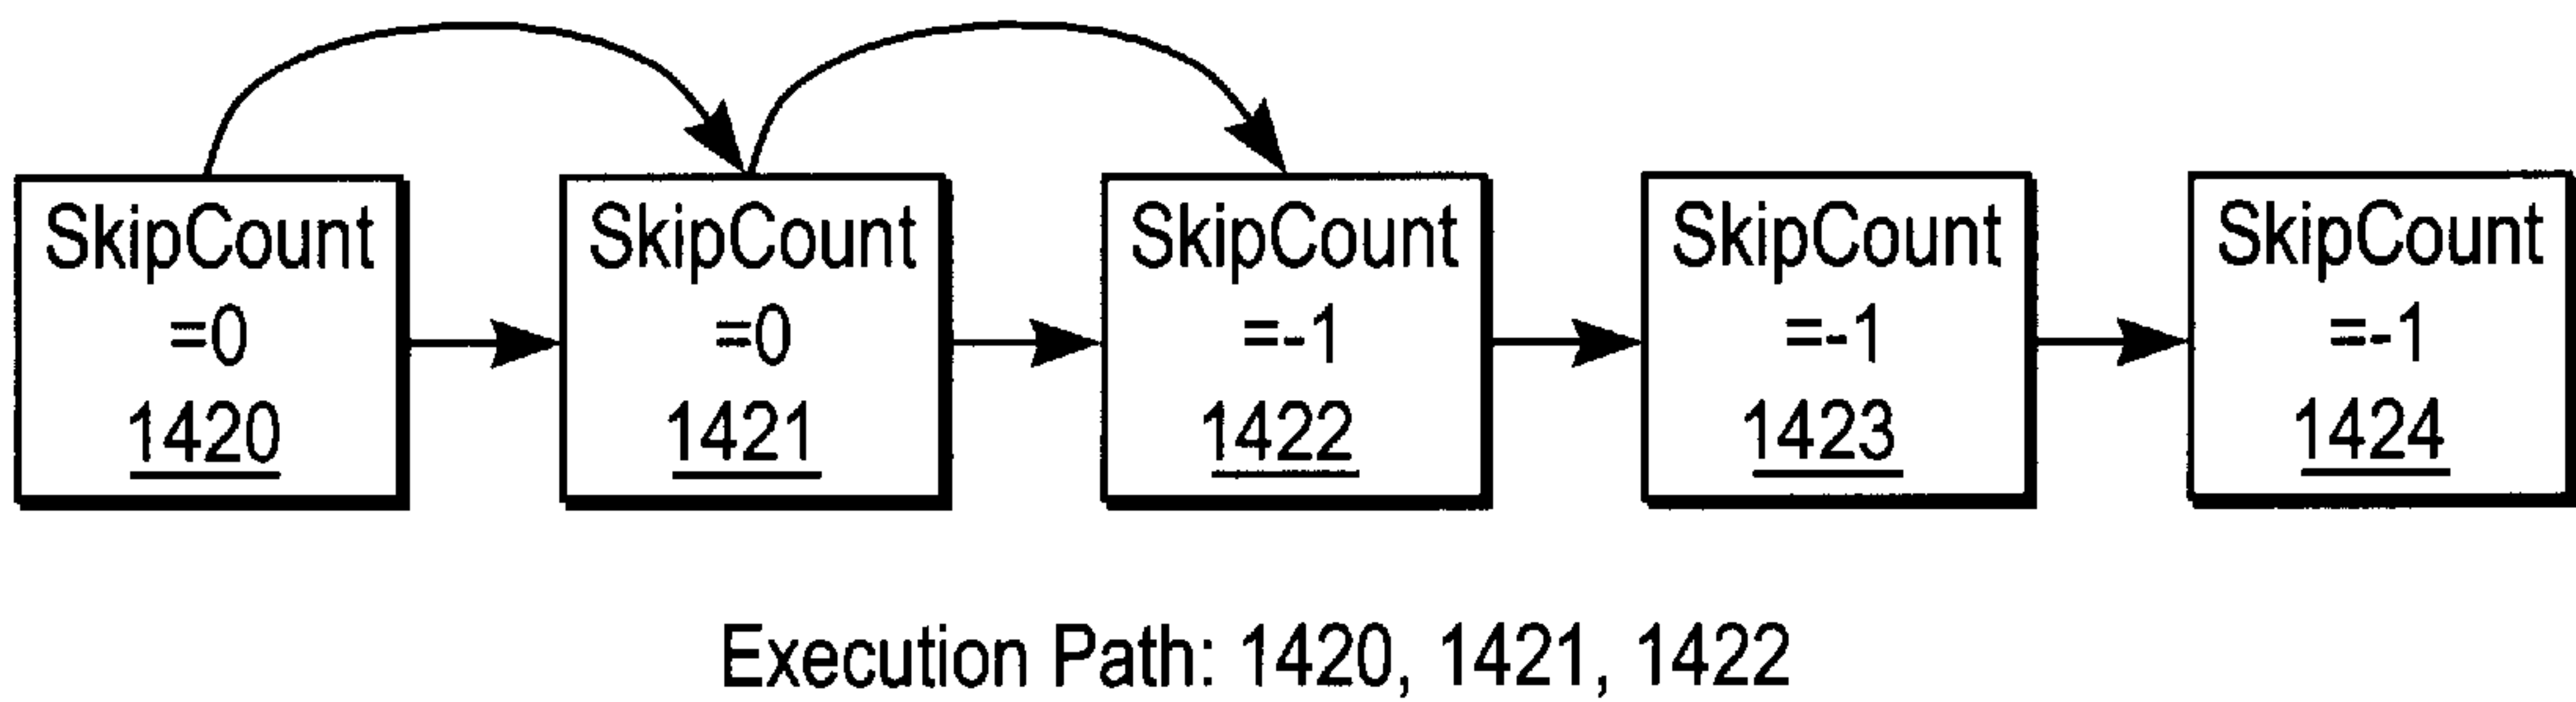 SkipCount
=0
1420
SkipCount
=0
1421
SkipCount
=-1
1422
SkipCount
=-1
1423
SkipCount
=-1
1424
Execution Path: 1420, 1421, 1422